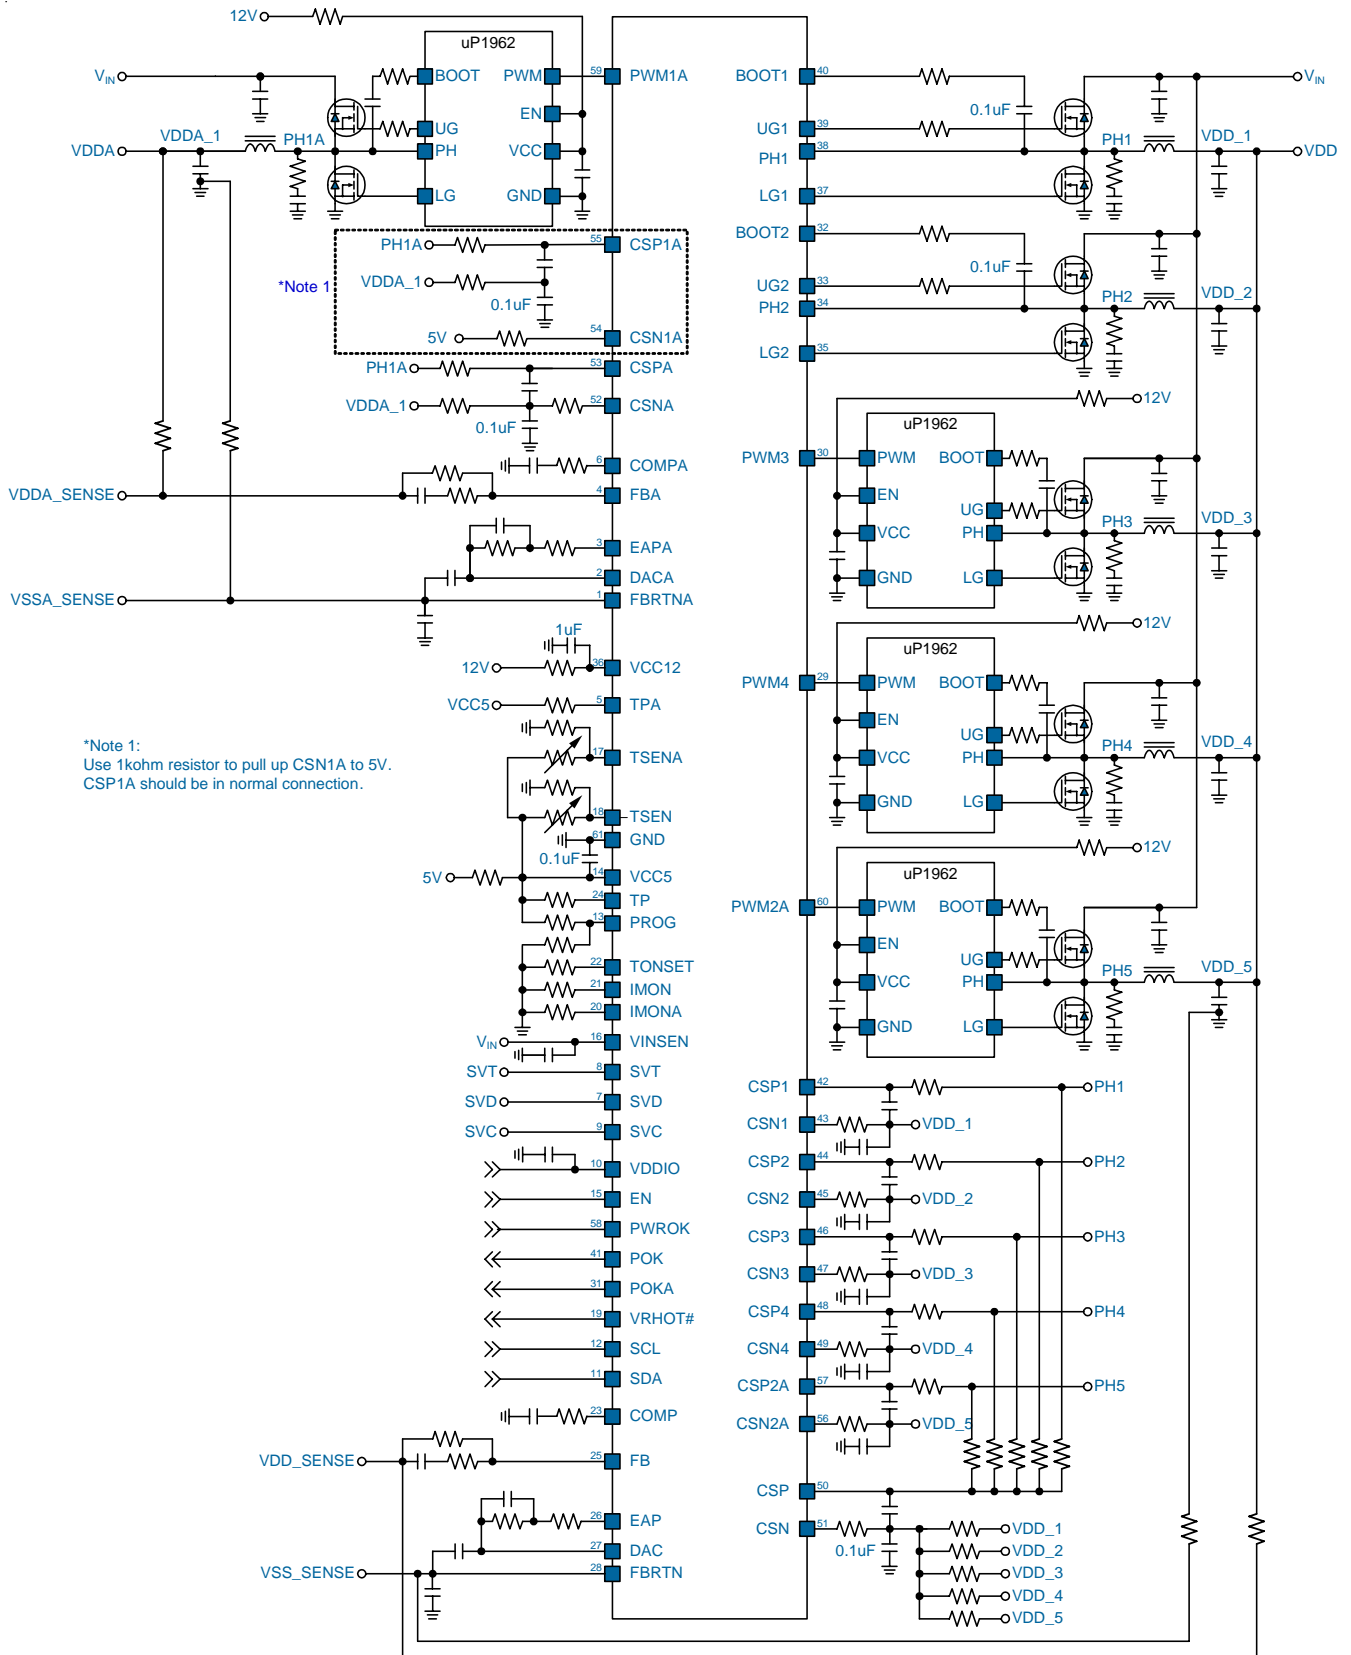 12V
uP1962
V_IN
BOOT
PWM
59
PWM1A
BOOT1
40
V_IN
EN
0.1uF
UG
UG1
39
VDDA_1
PH1A
VDDA
PH
VCC
PH1
38
PH1
VDD_1
VDD
LG
GND
LG1
37
BOOT2
32
PH1A
55
CSP1A
0.1uF
VDDA_1
UG2
33
*Note 1
0.1uF
PH2
34
PH2
VDD_2
5V
54
CSN1A
LG2
35
PH1A
53
CSPA
VDDA_1
52
CSNA
12V
0.1uF
uP1962
COMPA
6
PWM3
30
PWM
BOOT
VDDA_SENSE
4
FBA
EN
UG
PH3
VDD_3
VCC
PH
3
EAPA
2
DACA
GND
LG
VSSA_SENSE
1
FBRTNA
12V
1uF
uP1962
12V
36
VCC12
PWM4
29
PWM
BOOT
VCC5
5
TPA
EN
UG
*Note 1:
Use 1kohm resistor to pull up CSN1A to 5V.
CSP1A should be in normal connection.
17
TSENA
VCC
PH
PH4
VDD_4
GND
LG
18
TSEN
61
GND
12V
0.1uF
uP1962
5V
14
VCC5
24
TP
PWM2A
60
PWM
BOOT
13
PROG
EN
UG
22
TONSET
VCC
PH
PH5
VDD_5
21
IMON
20
IMONA
GND
LG
V_IN
16
VINSEN
SVT
8
SVT
CSP1
42
PH1
SVD
7
SVD
CSN1
43
VDD_1
SVC
9
SVC
CSP2
44
PH2
10
VDDIO
CSN2
45
VDD_2
15
EN
58
PWROK
CSP3
46
PH3
41
POK
CSN3
47
VDD_3
31
POKA
CSP4
48
PH4
19
VRHOT#
CSN4
49
VDD_4
12
SCL
11
SDA
CSP2A
57
PH5
23
COMP
CSN2A
56
VDD_5
VDD_SENSE
25
FB
CSP
50
26
EAP
CSN
51
VDD_1
0.1uF
27
DAC
VDD_2
VSS_SENSE
28
FBRTN
VDD_3
VDD_4
VDD_5